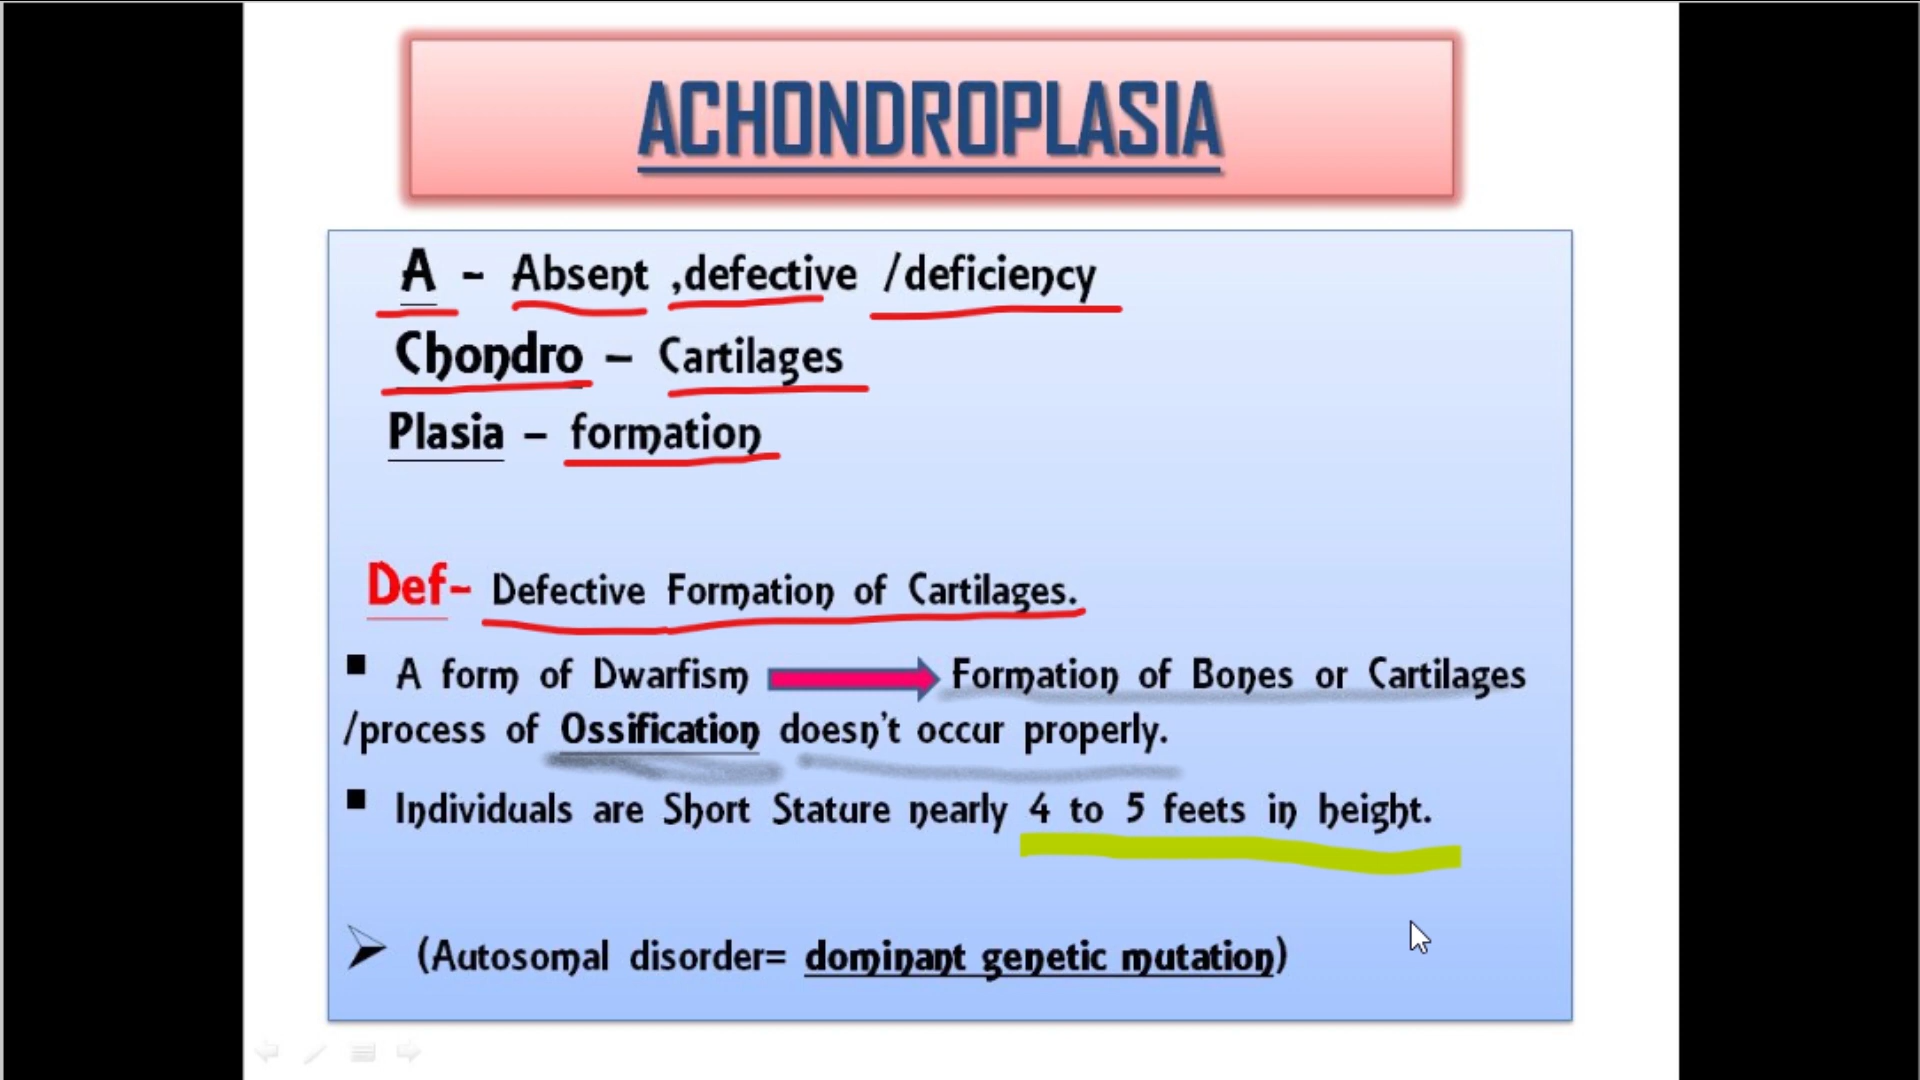 ACHONDROPLASIA
A - Absent ,defective /deficiency
Chondro – Cartilages
Plasia – formation
Def- Defective Formation of Cartilages.
▪ A form of Dwarfism Formation of Bones or Cartilages
/process of Ossification doesn't occur properly.
▪ Individuals are Short Stature nearly 4 to 5 feets in height.
➢ (Autosomal disorder= dominant genetic mutation)